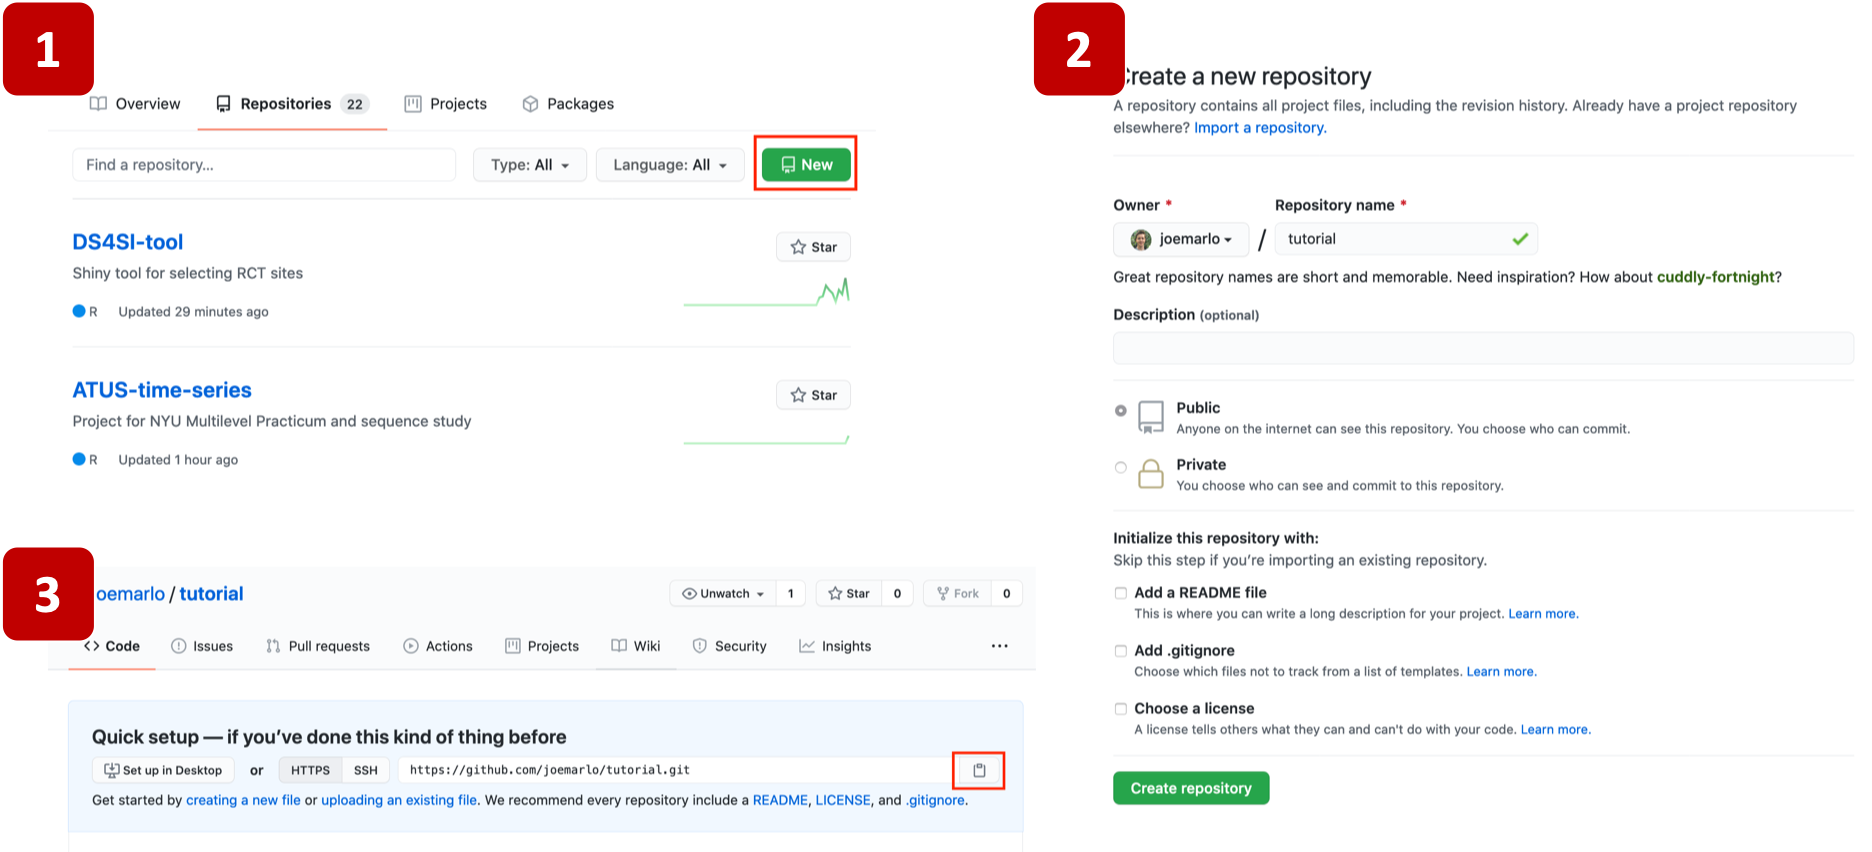 1
Overview Repositories 22 Projects Packages
Find a repository... Type: All Language: All New
DS4SI-tool Star
Shiny tool for selecting RCT sites
R Updated 29 minutes ago
ATUS-time-series Star
Project for NYU Multilevel Practicum and sequence study
R Updated 1 hour ago
2
Create a new repository
A repository contains all project files, including the revision history. Already have a project repository
elsewhere? Import a repository.
Owner * Repository name *
joemarlo / tutorial
Great repository names are short and memorable. Need inspiration? How about cuddly-fortnight?
Description (optional)
Public
Anyone on the internet can see this repository. You choose who can commit.
Private
You choose who can see and commit to this repository.
Initialize this repository with:
Skip this step if you're importing an existing repository.
Add a README file
This is where you can write a long description for your project. Learn more.
Add .gitignore
Choose which files not to track from a list of templates. Learn more.
Choose a license
A license tells others what they can and can't do with your code. Learn more.
Create repository
3
oemarlo / tutorial Unwatch 1 Star 0 Fork 0
<> Code Issues Pull requests Actions Projects Wiki Security Insights ...
Quick setup — if you've done this kind of thing before
Set up in Desktop or HTTPS SSH https://github.com/joemarlo/tutorial.git
Get started by creating a new file or uploading an existing file. We recommend every repository include a README, LICENSE, and .gitignore.